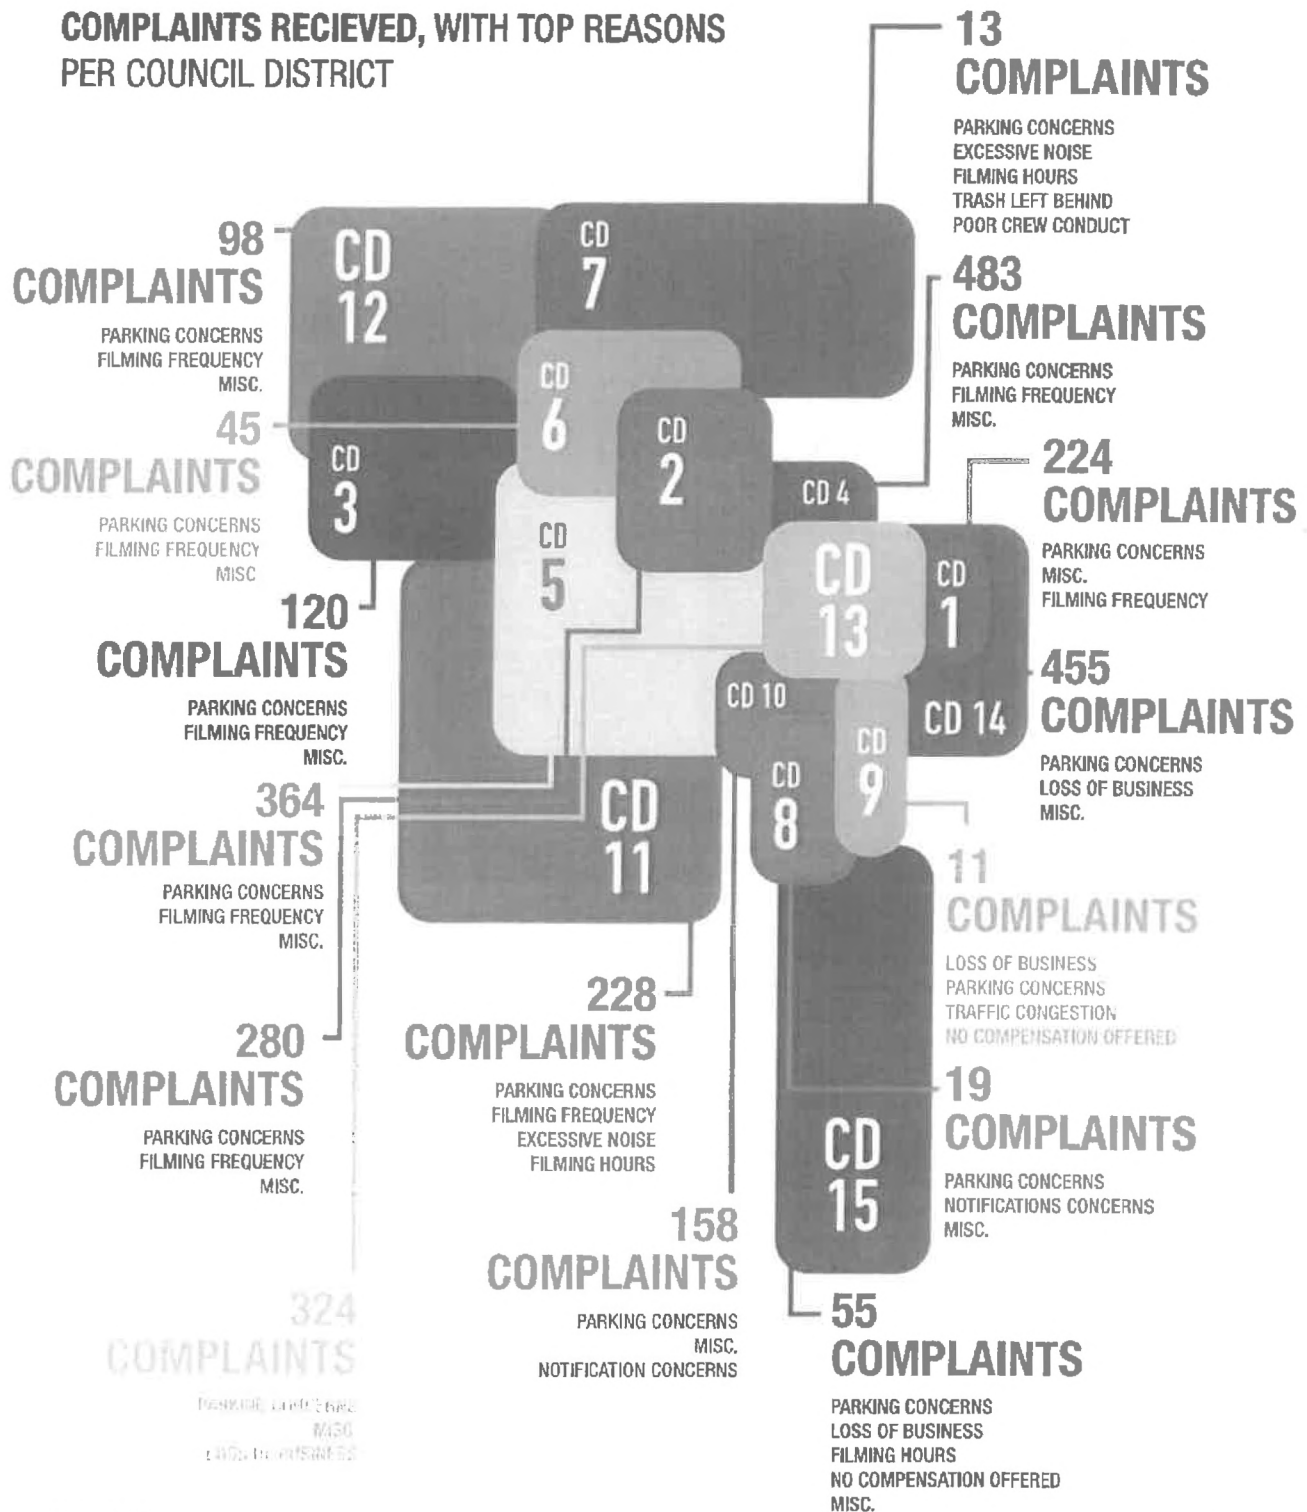 COMPLAINTS RECIEVED, WITH TOP REASONS
PER COUNCIL DISTRICT
13
COMPLAINTS
PARKING CONCERNS
EXCESSIVE NOISE
FILMING HOURS
TRASH LEFT BEHIND
POOR CREW CONDUCT
98
COMPLAINTS
PARKING CONCERNS
FILMING FREQUENCY
MISC.
CD
12
CD
7
483
COMPLAINTS
PARKING CONCERNS
FILMING FREQUENCY
MISC.
45
COMPLAINTS
PARKING CONCERNS
FILMING FREQUENCY
MISC
CD
6
CD
3
CD
2
CD 4
224
COMPLAINTS
PARKING CONCERNS
MISC.
FILMING FREQUENCY
CD
5
CD
13
CD
1
120
COMPLAINTS
PARKING CONCERNS
FILMING FREQUENCY
MISC.
CD 10
CD 14
455
COMPLAINTS
PARKING CONCERNS
LOSS OF BUSINESS
MISC.
364
COMPLAINTS
PARKING CONCERNS
FILMING FREQUENCY
MISC.
CD
11
CD
8
CD
9
11
COMPLAINTS
LOSS OF BUSINESS
PARKING CONCERNS
TRAFFIC CONGESTION
NO COMPENSATION OFFERED
280
COMPLAINTS
PARKING CONCERNS
FILMING FREQUENCY
MISC.
228
COMPLAINTS
PARKING CONCERNS
FILMING FREQUENCY
EXCESSIVE NOISE
FILMING HOURS
19
COMPLAINTS
PARKING CONCERNS
NOTIFICATIONS CONCERNS
MISC.
CD
15
158
COMPLAINTS
PARKING CONCERNS
MISC.
NOTIFICATION CONCERNS
324
COMPLAINTS
PARKING CONCERNS
MISC
LOSS OF BUSINESS
55
COMPLAINTS
PARKING CONCERNS
LOSS OF BUSINESS
FILMING HOURS
NO COMPENSATION OFFERED
MISC.